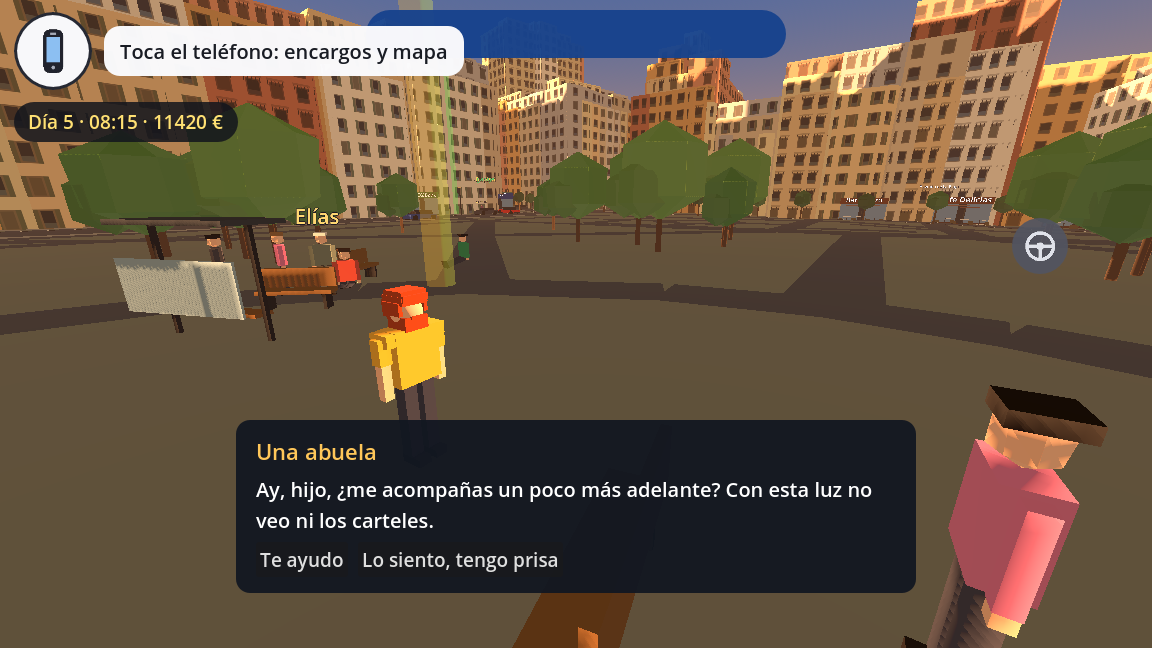 Toca el teléfono: encargos y mapa
Día 5 · 08:15 · 11420 €
Elías
Una abuela
Ay, hijo, ¿me acompañas un poco más adelante? Con esta luz no
veo ni los carteles.
Te ayudo Lo siento, tengo prisa